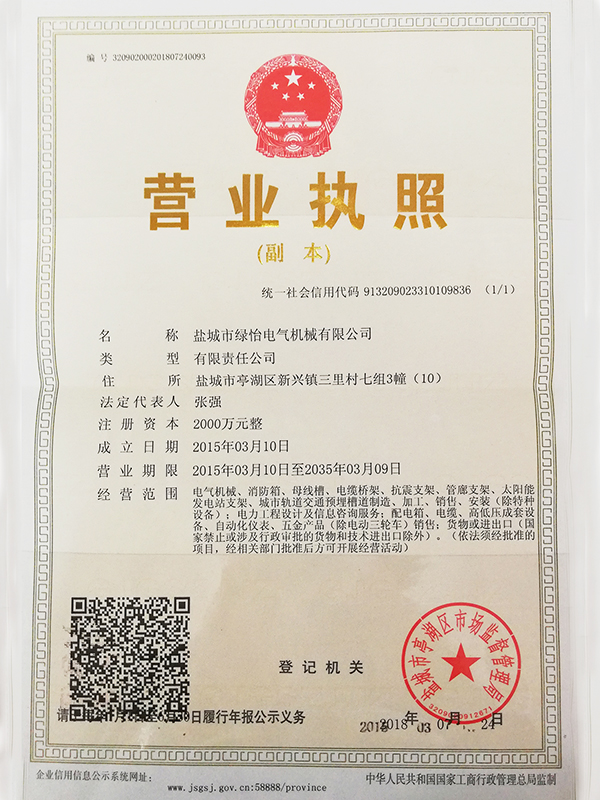 编 号 320902000201807240093
营业执照
(副 本)
统一社会信用代码 913209023310109836 (1/1)
名 称 盐城市绿怡电气机械有限公司
类 型 有限责任公司
住 所 盐城市亭湖区新兴镇三里村七组3幢（10）
法定代表人 张强
注 册 资 本 2000万元整
成 立 日 期 2015年03月10日
营 业 期 限 2015年03月10日至2035年03月09日
经 营 范 围 电气机械、消防箱、母线槽、电缆桥架、抗震支架、管廊支架、太阳能
发电站支架、城市轨道交通预埋槽道制造、加工、销售、安装（除特种
设备）；电力工程设计及信息咨询服务；配电箱、电缆、高低压成套设
备、自动化仪表、五金产品（除电动三轮车）销售；货物或进出口（国
家禁止或涉及行政审批的货物和技术进出口除外）。（依法须经批准的
项目，经相关部门批准后方可开展经营活动）
盐城市亭湖区市场监督管理局
登 记 机 关
请 30日履行年报公示义务
2018 年 07 月 24 日
企业信用信息公示系统网址：
www.jsgsj.gov.cn:58888/province
中华人民共和国国家工商行政管理总局监制